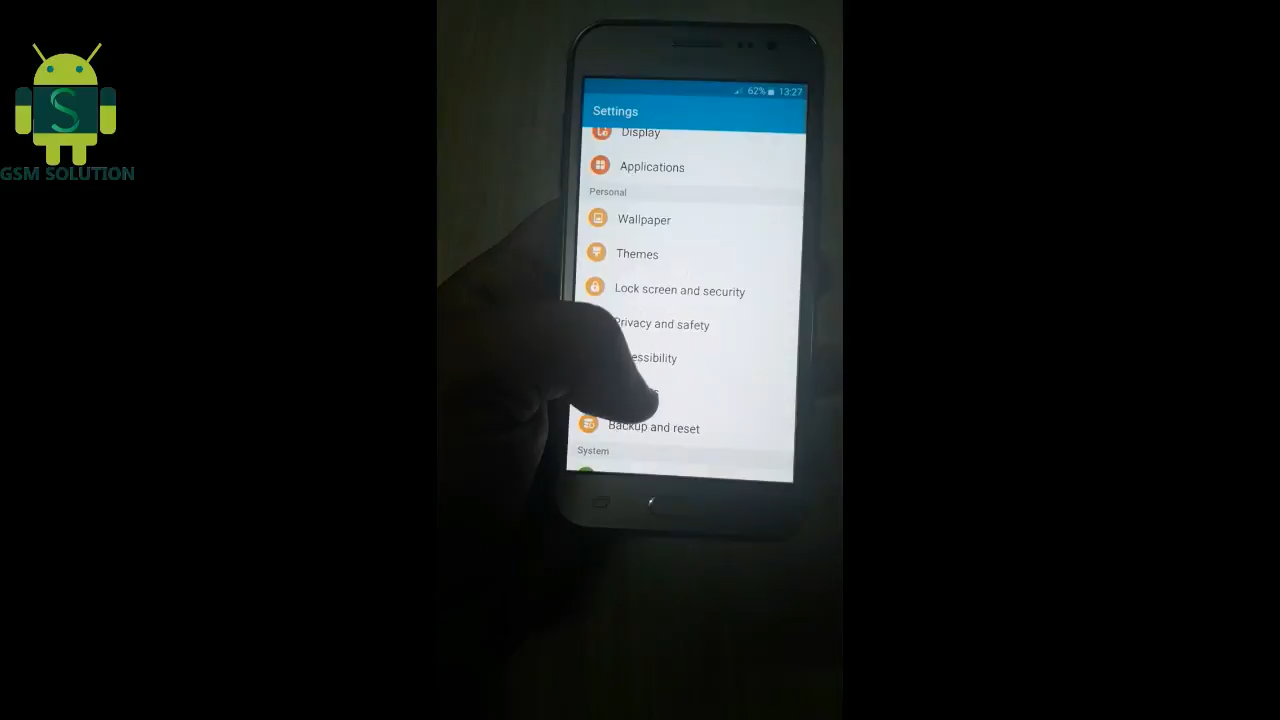 GSM SOLUTION
62% 13:27
Settings
Display
Applications
Personal
Wallpaper
Themes
Lock screen and security
Privacy and safety
essibility
Backup and reset
System